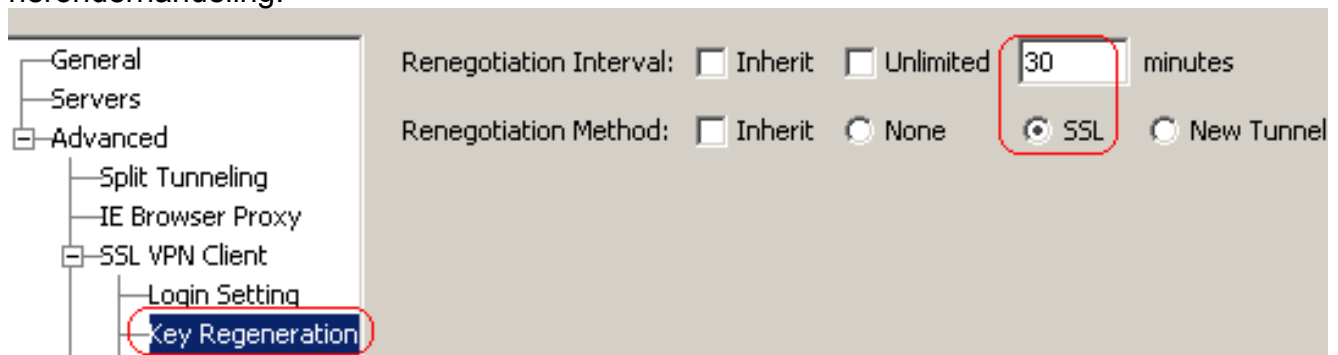 heronderhandeling.
General
Servers
Advanced
Split Tunneling
IE Browser Proxy
SSL VPN Client
Login Setting
Key Regeneration
Renegotiation Interval: Inherit Unlimited 30 minutes
Renegotiation Method: Inherit None SSL New Tunnel